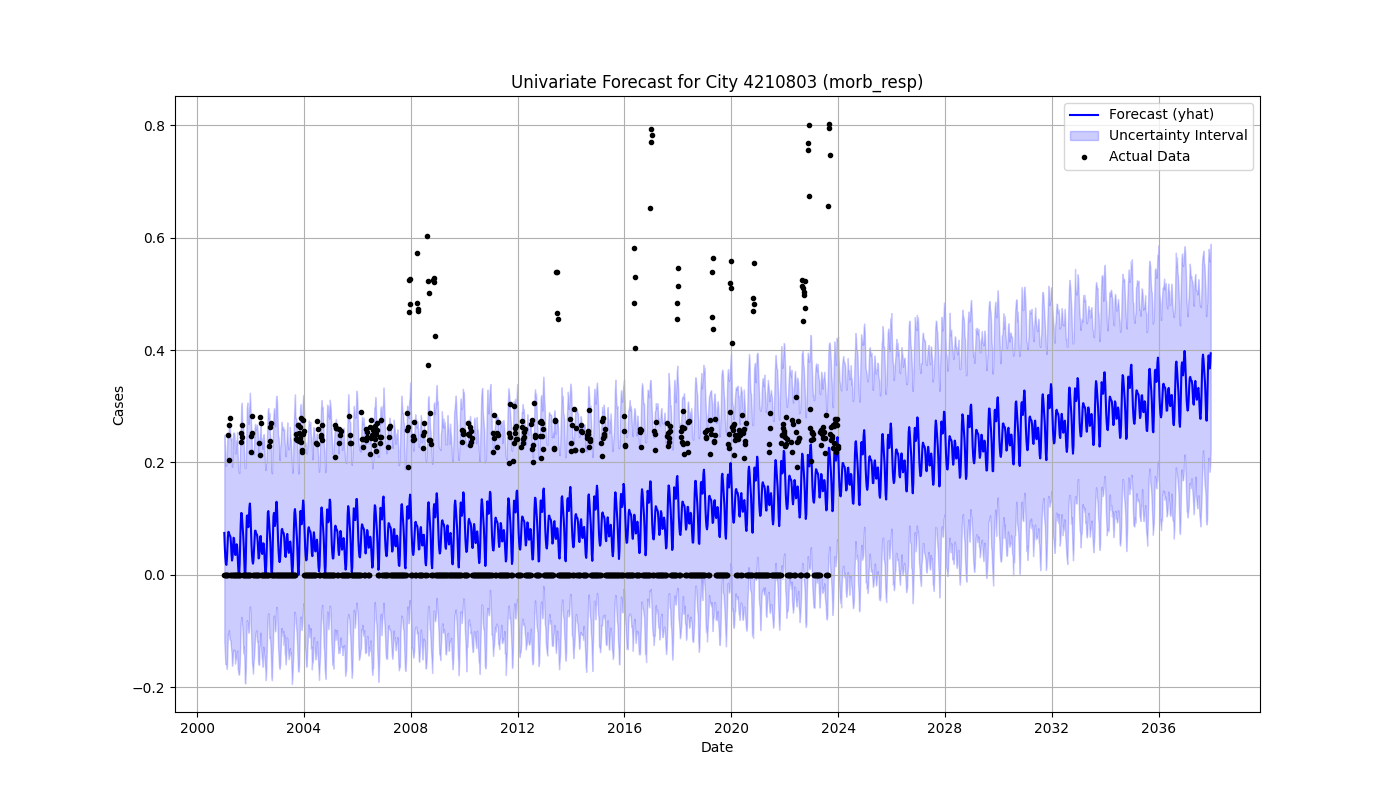 Univariate Forecast for City 4210803 (morb_resp)
Forecast (yhat)
Uncertainty Interval
Actual Data
0.8
0.6
0.4
0.2
0.0
−0.2
Cases
2000 2004 2008 2012 2016 2020 2024 2028 2032 2036
Date